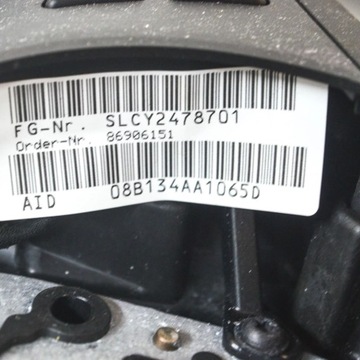 FG-Nr. SLCY2478701
Order-Nr. 86906151
AID 08B134AA1065D